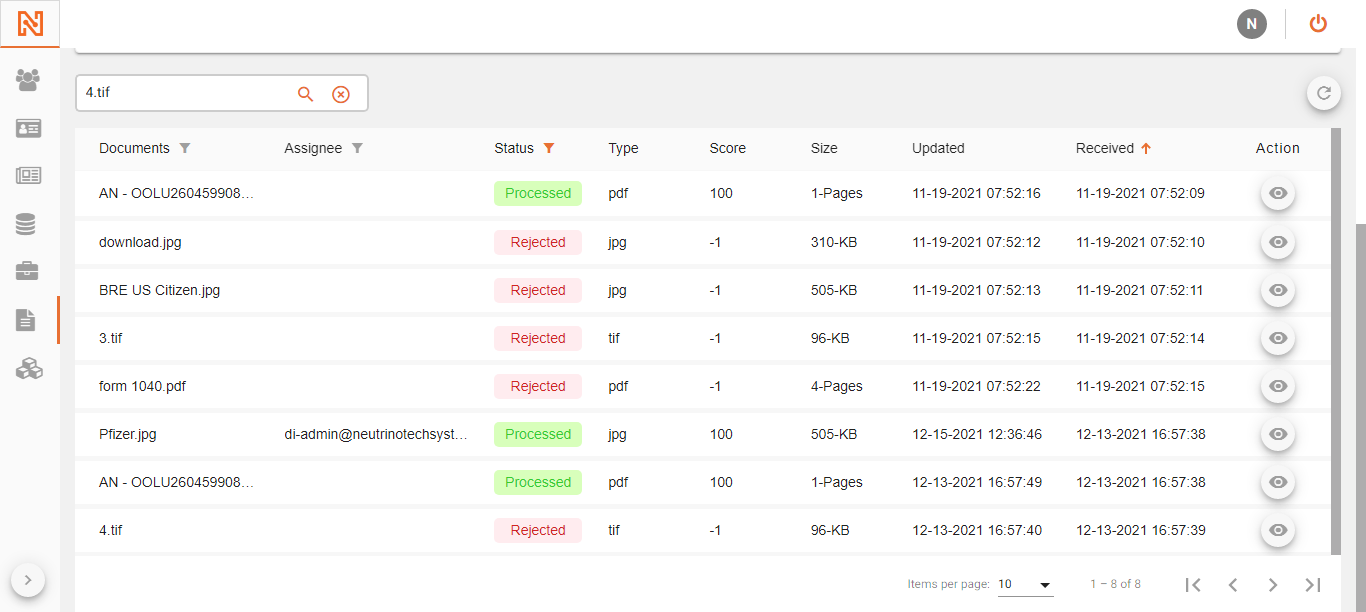 N
4.tif
Documents Assignee Status Type Score Size Updated Received Action
AN - OOLU260459908... Processed pdf 100 1-Pages 11-19-2021 07:52:16 11-19-2021 07:52:09
download.jpg Rejected jpg -1 310-KB 11-19-2021 07:52:12 11-19-2021 07:52:10
BRE US Citizen.jpg Rejected jpg -1 505-KB 11-19-2021 07:52:13 11-19-2021 07:52:11
3.tif Rejected tif -1 96-KB 11-19-2021 07:52:15 11-19-2021 07:52:14
form 1040.pdf Rejected pdf -1 4-Pages 11-19-2021 07:52:22 11-19-2021 07:52:15
Pfizer.jpg di-admin@neutrinotechsyst... Processed jpg 100 505-KB 12-15-2021 12:36:46 12-13-2021 16:57:38
AN - OOLU260459908... Processed pdf 100 1-Pages 12-13-2021 16:57:49 12-13-2021 16:57:38
4.tif Rejected tif -1 96-KB 12-13-2021 16:57:40 12-13-2021 16:57:39
Items per page: 10 1 – 8 of 8